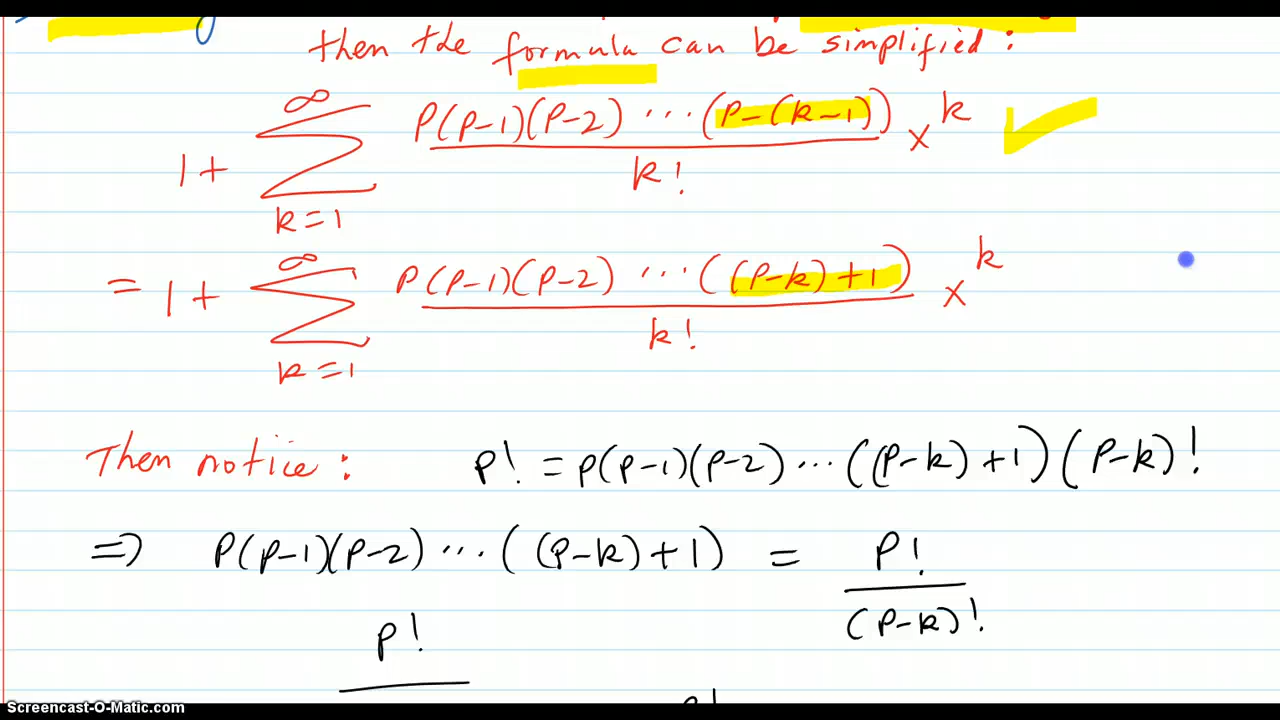 then the formula can be simplified:
1 + ∞ Σ k=1 P(P-1)(P-2) ··· (P-(k-1)) / k! x^k
= 1 + ∞ Σ k=1 P(P-1)(P-2) ··· ((P-k)+1) / k! x^k
Then notice: P! = P(P-1)(P-2) ··· ((P-k)+1)(P-k)!
⇒ P(P-1)(P-2) ··· ((P-k)+1) = P! / (P-k)!
P!
Screencast-O-Matic.com